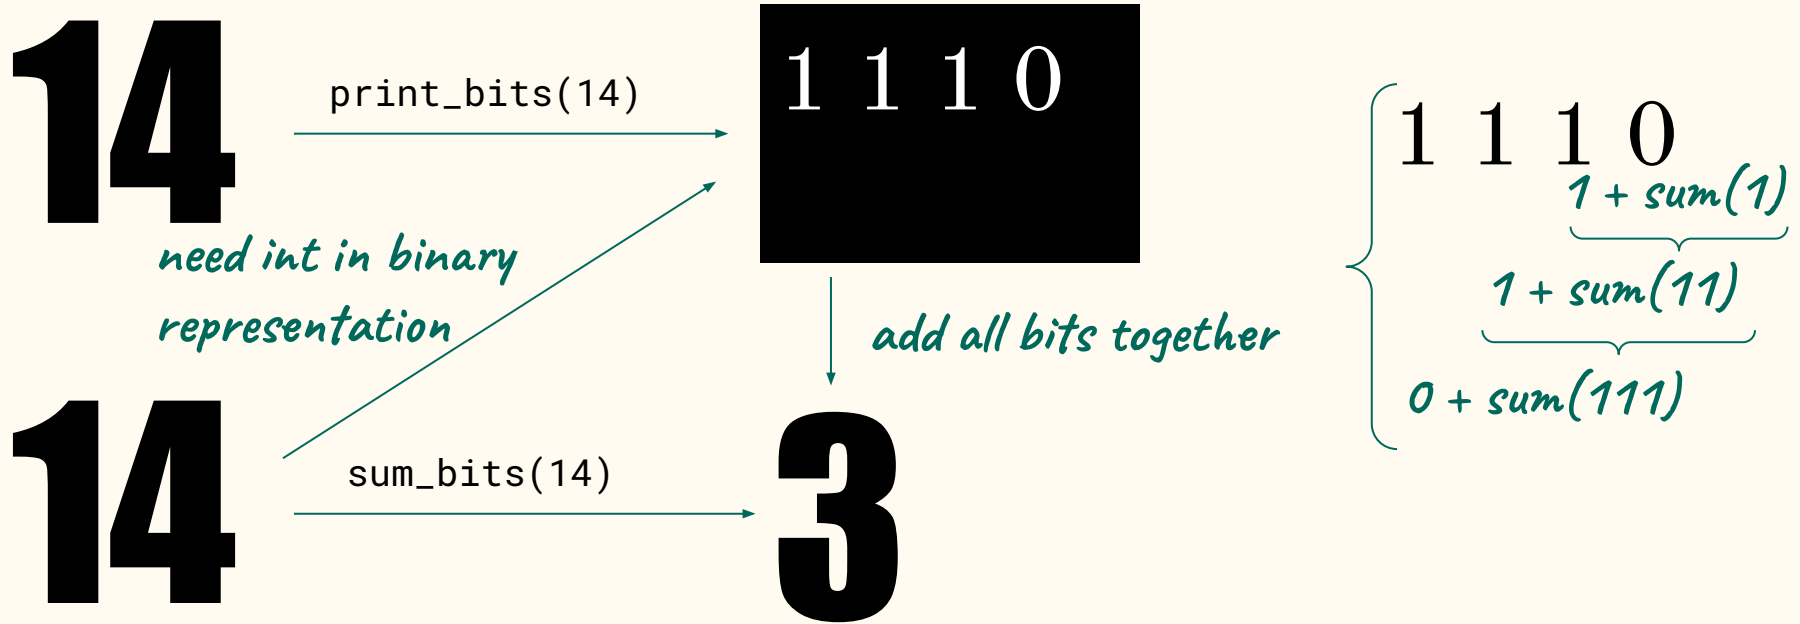 14
print_bits(14)
1 1 1 0
need int in binary
representation
14
sum_bits(14)
add all bits together
3
1 1 1 0
1 + sum(1)
1 + sum(11)
0 + sum(111)